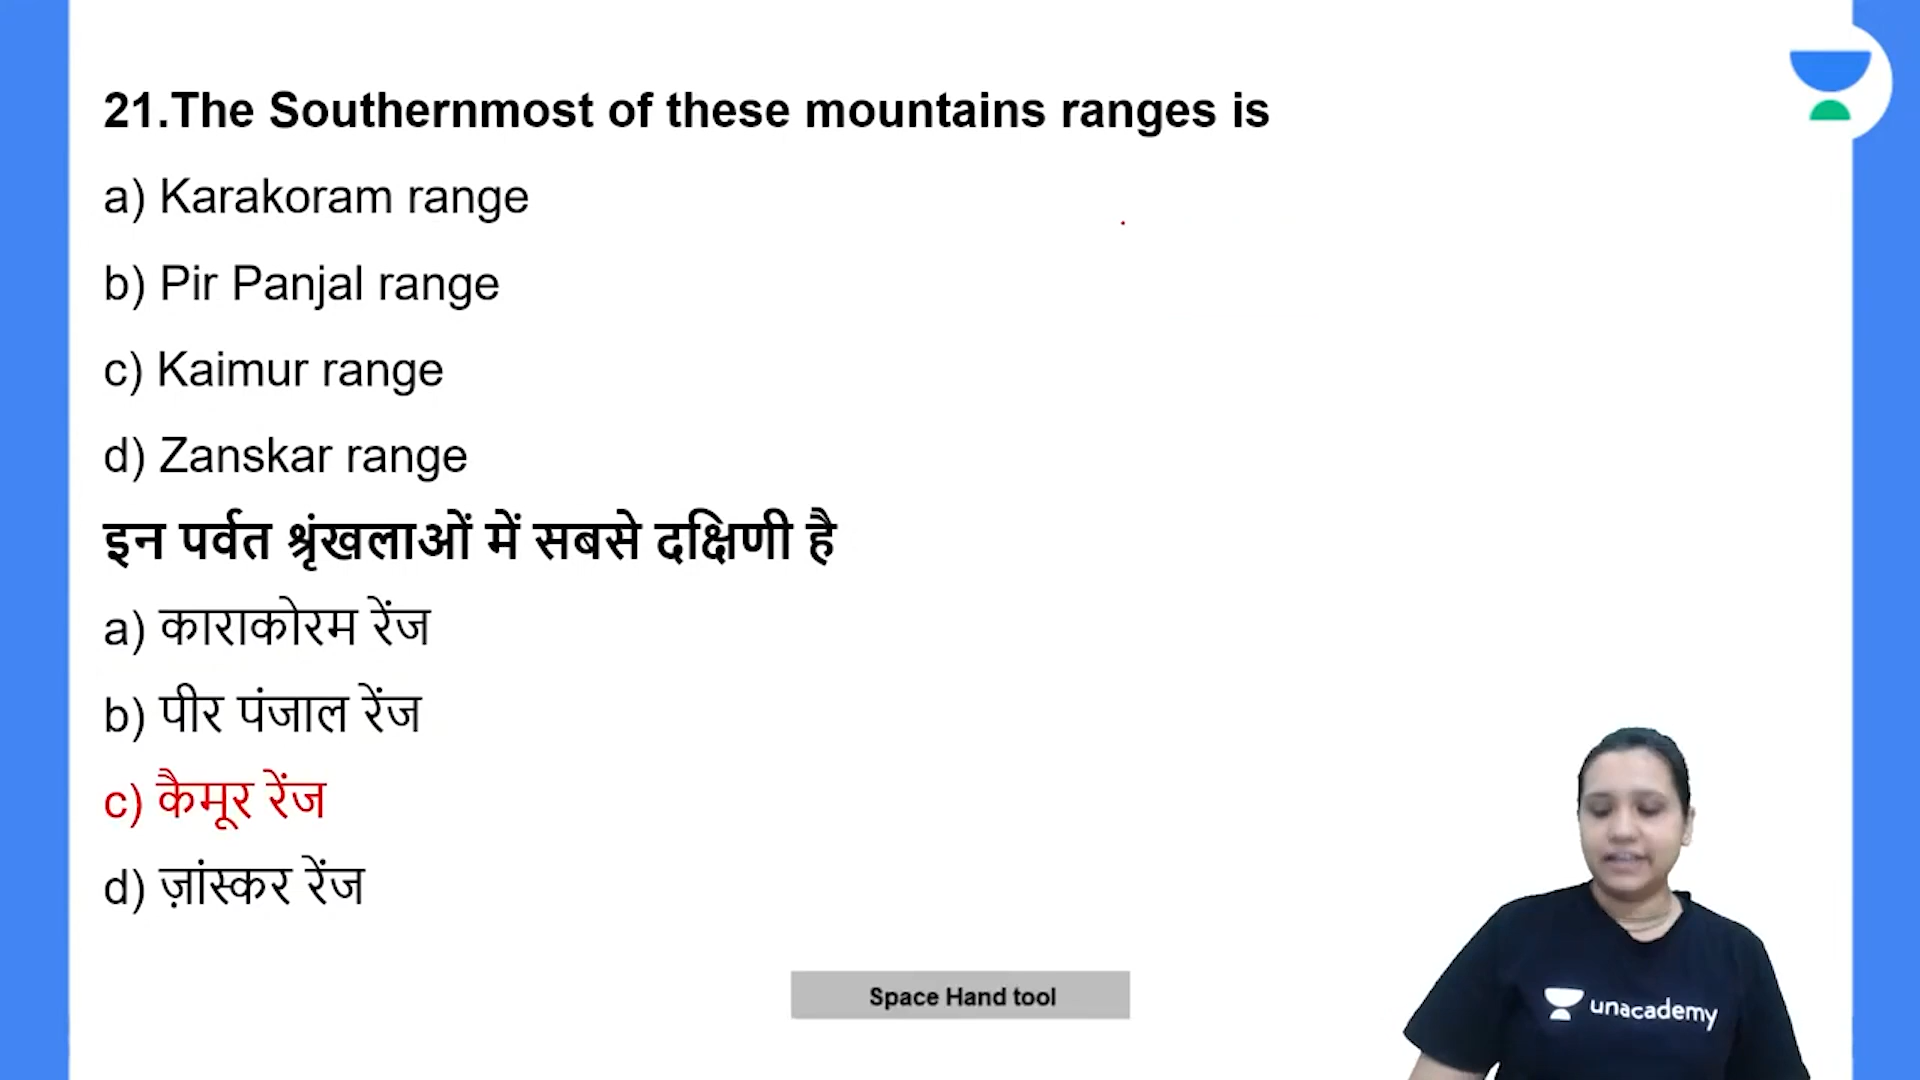 21.The Southernmost of these mountains ranges is
a) Karakoram range
b) Pir Panjal range
c) Kaimur range
d) Zanskar range
इन पर्वत श्रृंखलाओं में सबसे दक्षिणी है
a) काराकोरम रेंज
b) पीर पंजाल रेंज
c) कैमूर रेंज
d) ज़ांस्कर रेंज
Space Hand tool
unacademy